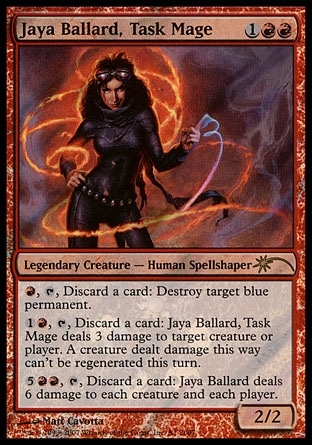 Jaya Ballard, Task Mage 1
Legendary Creature — Human Spellshaper
, , Discard a card: Destroy target blue
permanent.
1 , , Discard a card: Jaya Ballard, Task
Mage deals 3 damage to target creature or
player. A creature dealt damage this way
can't be regenerated this turn.
5 , , Discard a card: Jaya Ballard deals
6 damage to each creature and each player.
Matt Cavotta
2/2